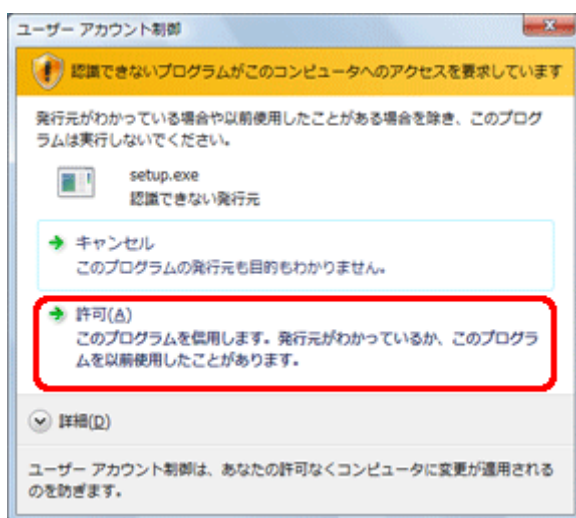 ユーザー アカウント制御
認識できないプログラムがこのコンピュータへのアクセスを要求しています
発行元がわかっている場合や以前使用したことがある場合を除き、このプログ
ラムは実行しないでください。
setup.exe
認識できない発行元
キャンセル
このプログラムの発行元も目的もわかりません。
許可(A)
このプログラムを信用します。発行元がわかっているか、このプログラ
ムを以前使用したことがあります。
詳細(D)
ユーザー アカウント制御は、あなたの許可なくコンピュータに変更が適用される
のを防ぎます。